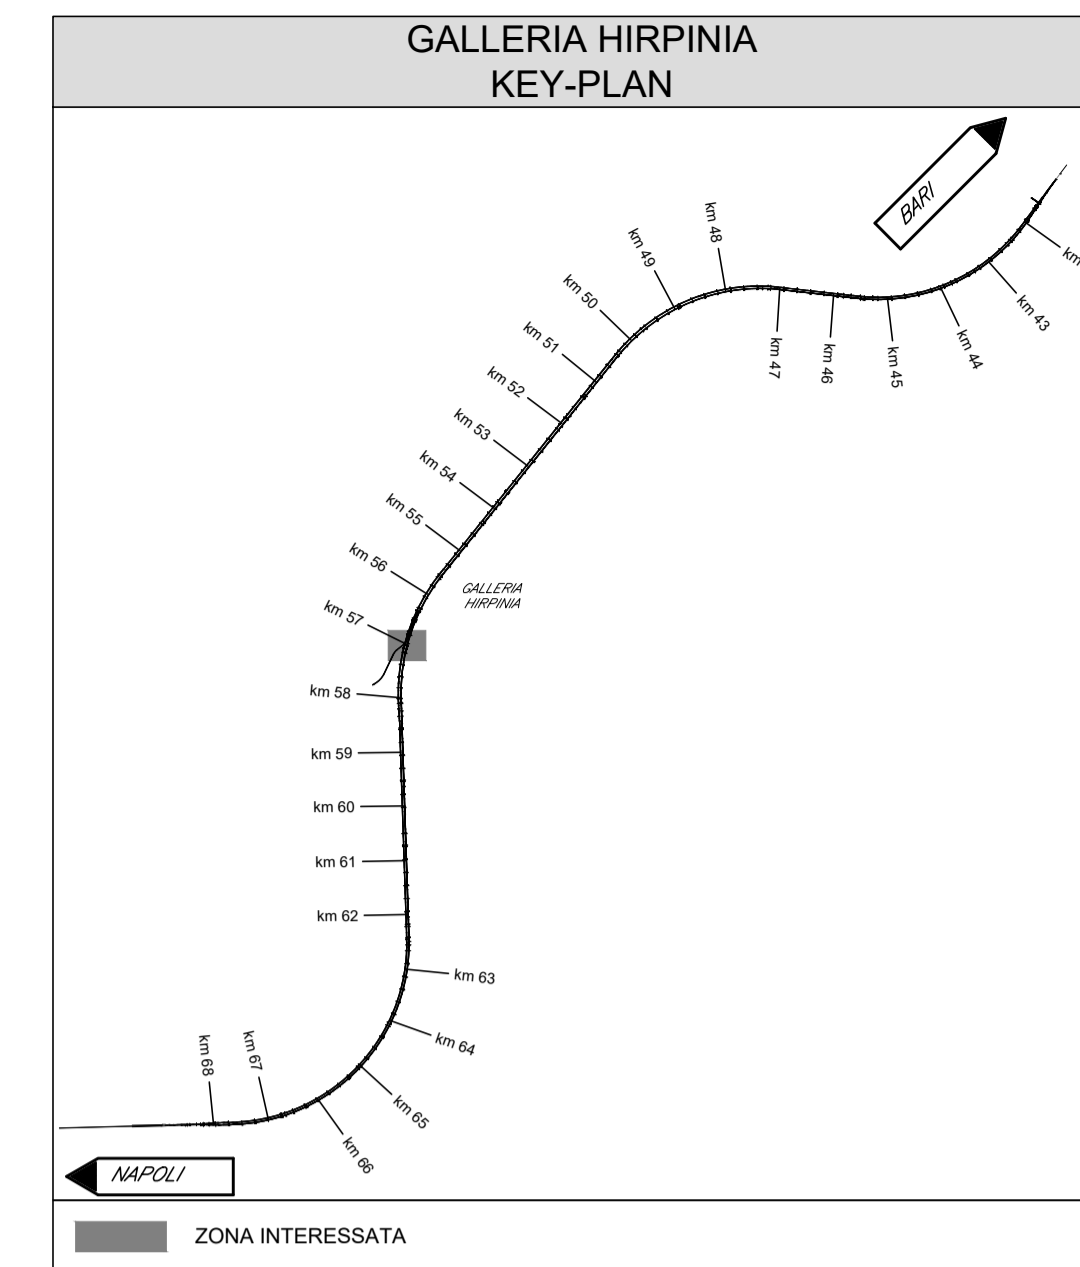 GALLERIA HIRPINIA
KEY-PLAN
BARI
km 48
km 49
km
km 50
km 43
km 51
km 44
km 47
km 46
km 45
km 52
km 53
km 54
km 55
km 56
GALLERIA
HIRPINIA
km 57
km 58
km 59
km 60
km 61
km 62
km 63
km 64
km 68
km 67
km 65
km 66
NAPOLI
ZONA INTERESSATA